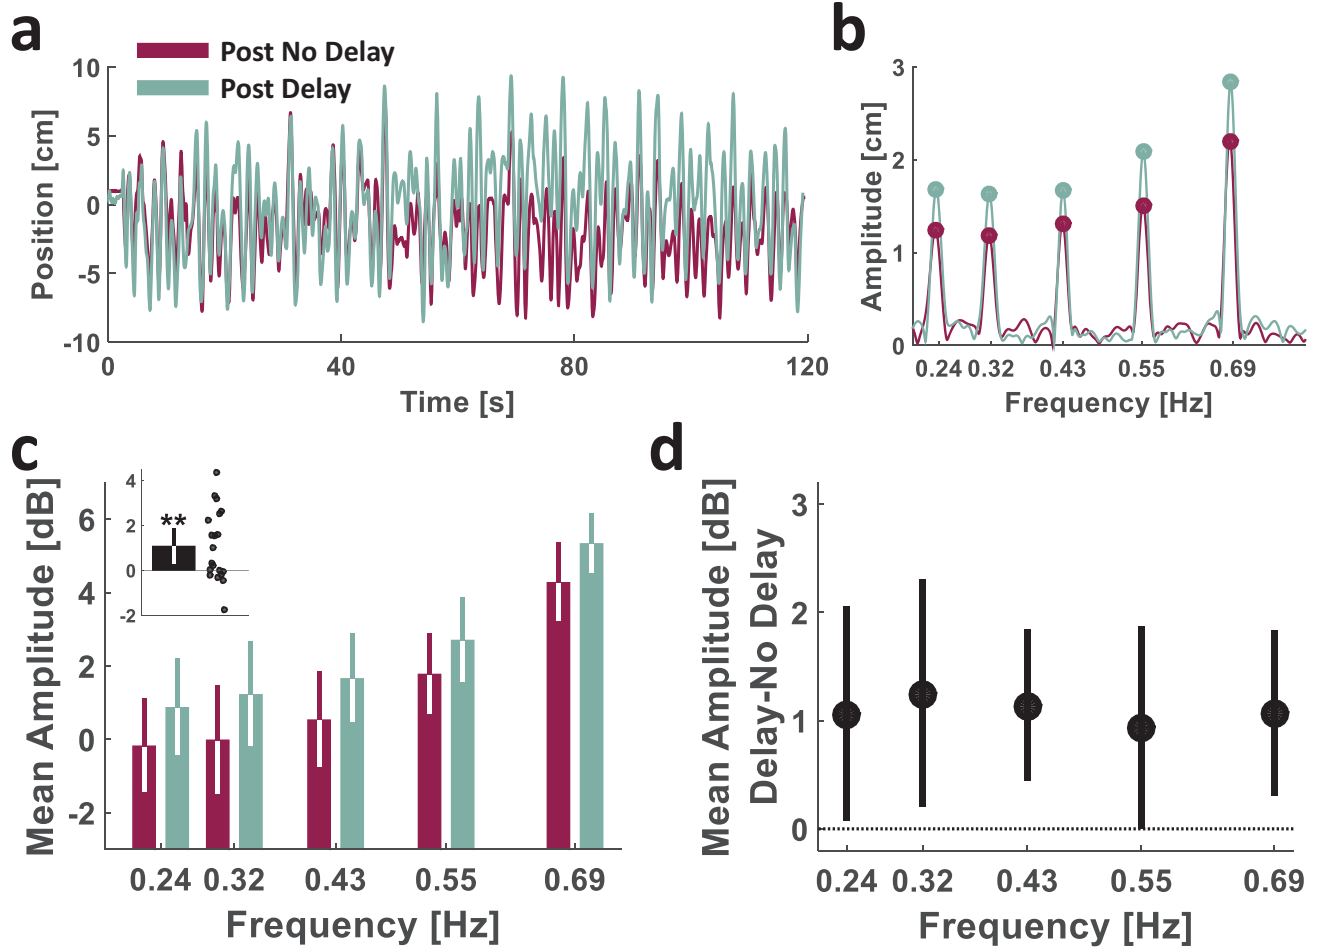 a
Post No Delay
Post Delay
10
5
0
-5
-10
Position [cm]
0 40 80 120
Time [s]
b
3
2
1
0
Amplitude [cm]
0.24 0.32 0.43 0.55 0.69
Frequency [Hz]
c
6
4
2
0
-2
Mean Amplitude [dB]
4
2
0
-2
**
0.24 0.32 0.43 0.55 0.69
Frequency [Hz]
d
3
2
1
0
Mean Amplitude [dB]
Delay-No Delay
0.24 0.32 0.43 0.55 0.69
Frequency [Hz]